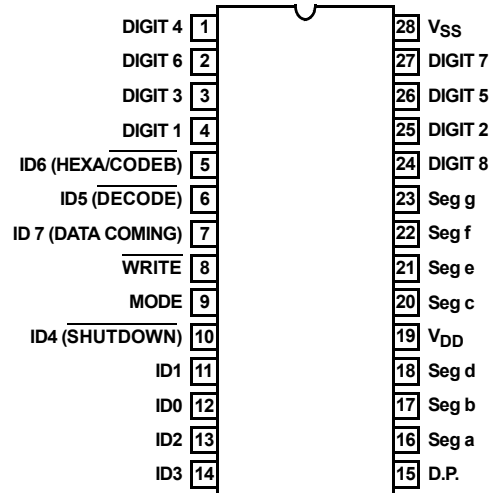 DIGIT 4 1 28 VSS
DIGIT 6 2 27 DIGIT 7
DIGIT 3 3 26 DIGIT 5
DIGIT 1 4 25 DIGIT 2
ID6 (HEXA/CODEB) 5 24 DIGIT 8
ID5 (DECODE) 6 23 Seg g
ID 7 (DATA COMING) 7 22 Seg f
WRITE 8 21 Seg e
MODE 9 20 Seg c
ID4 (SHUTDOWN) 10 19 VDD
ID1 11 18 Seg d
ID0 12 17 Seg b
ID2 13 16 Seg a
ID3 14 15 D.P.